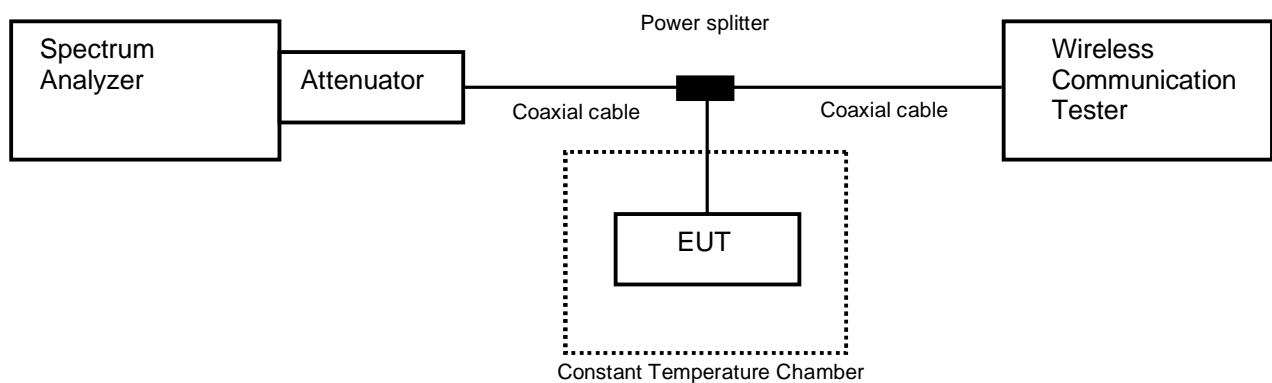 Power splitter
Spectrum
Analyzer
Attenuator
Coaxial cable
Coaxial cable
Wireless
Communication
Tester
EUT
Constant Temperature Chamber